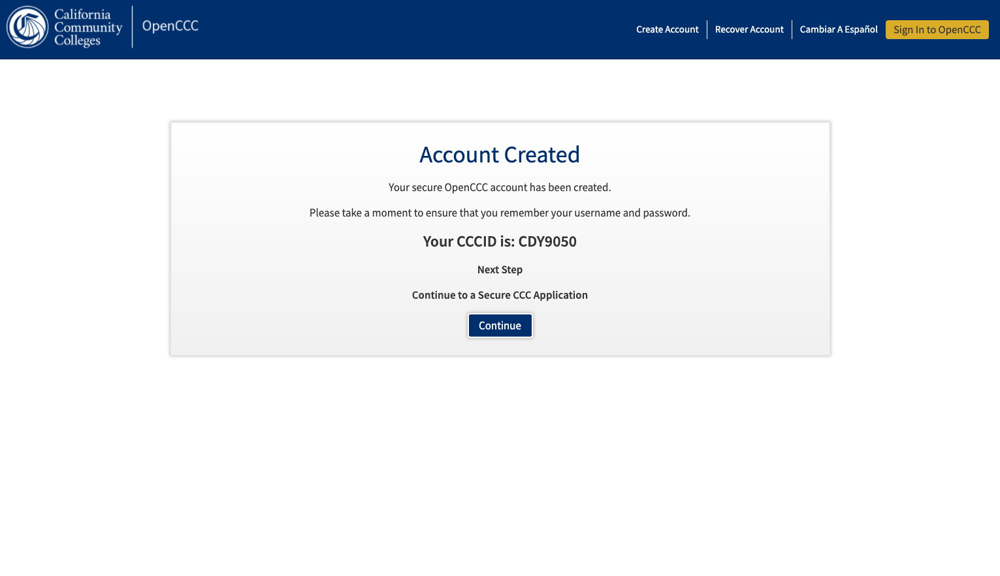 California
Community
Colleges
OpenCCC
Create Account
Recover Account
Cambiar A Español
Sign In to OpenCCC
Account Created
Your secure OpenCCC account has been created.
Please take a moment to ensure that you remember your username and password.
Your CCCID is: CDY9050
Next Step
Continue to a Secure CCC Application
Continue